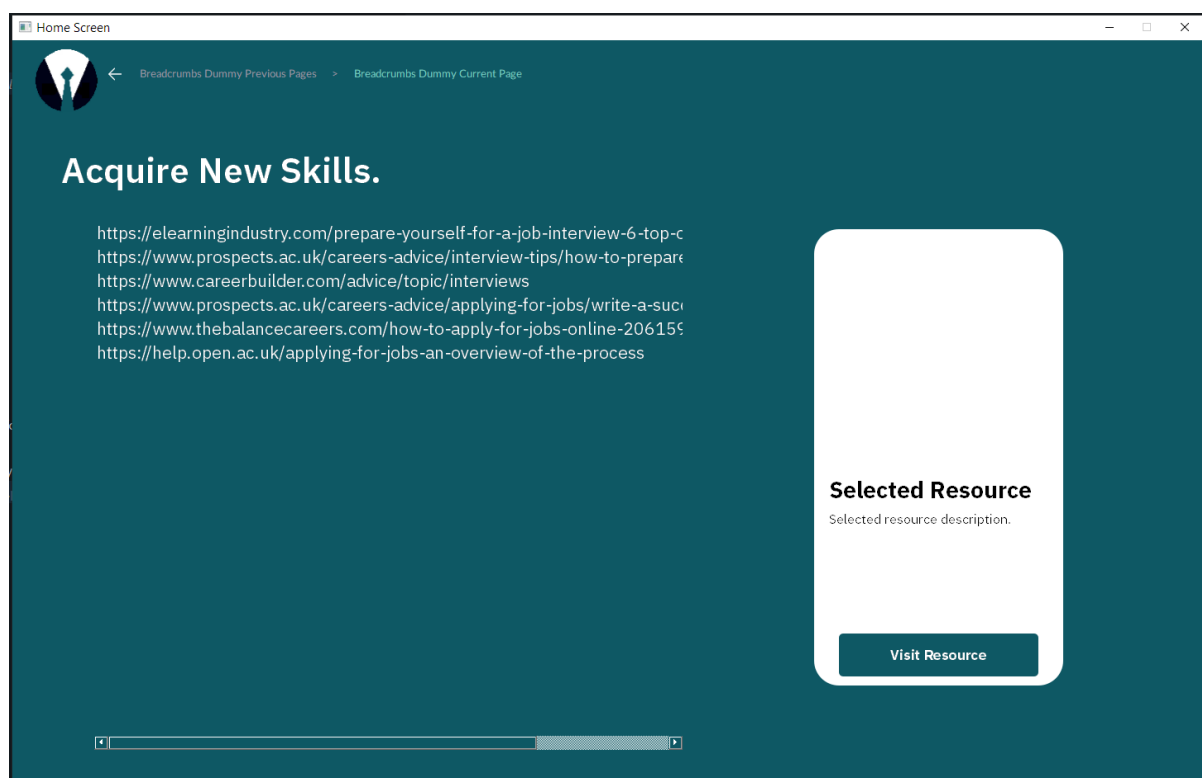 Home Screen
Breadcrumbs Dummy Previous Pages > Breadcrumbs Dummy Current Page
Acquire New Skills.
https://elearningindustry.com/prepare-yourself-for-a-job-interview-6-top-c
https://www.prospects.ac.uk/careers-advice/interview-tips/how-to-prepare
https://www.careerbuilder.com/advice/topic/interviews
https://www.prospects.ac.uk/careers-advice/applying-for-jobs/write-a-succ
https://www.thebalancecareers.com/how-to-apply-for-jobs-online-206159
https://help.open.ac.uk/applying-for-jobs-an-overview-of-the-process
Selected Resource
Selected resource description.
Visit Resource